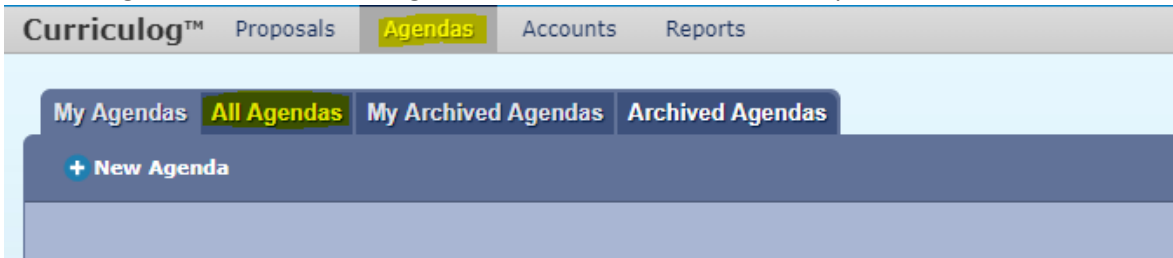 Curriculog™ Proposals Agendas Accounts Reports
My Agendas All Agendas My Archived Agendas Archived Agendas
+ New Agenda